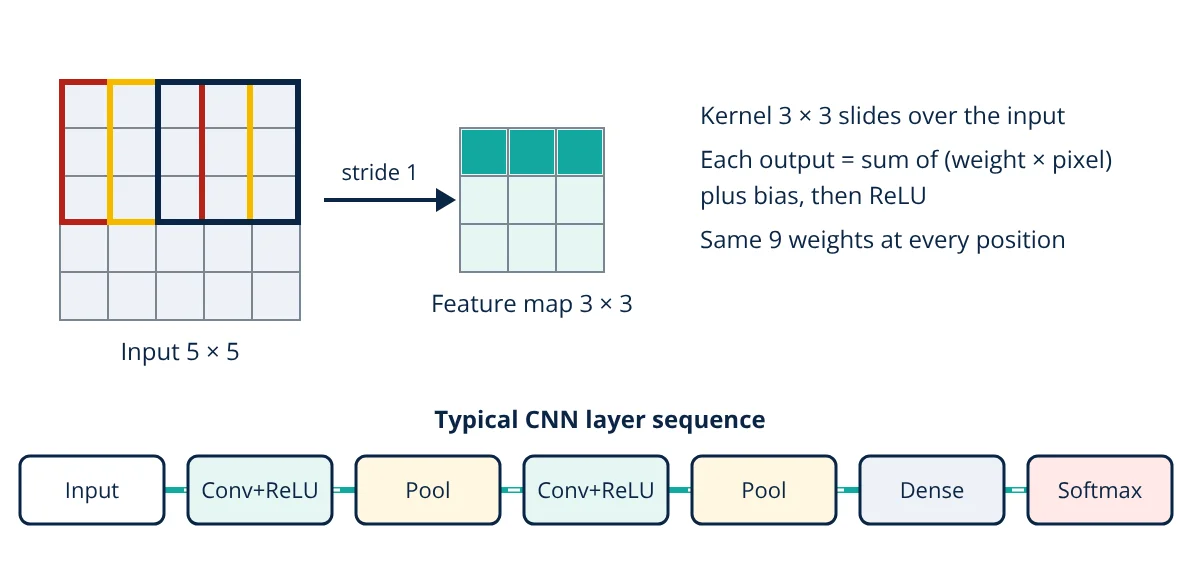 Kernel 3 × 3 slides over the input
Each output = sum of (weight × pixel)
plus bias, then ReLU
Same 9 weights at every position
stride 1
Feature map 3 × 3
Input 5 × 5
Typical CNN layer sequence
Input
Conv+ReLU
Pool
Conv+ReLU
Pool
Dense
Softmax